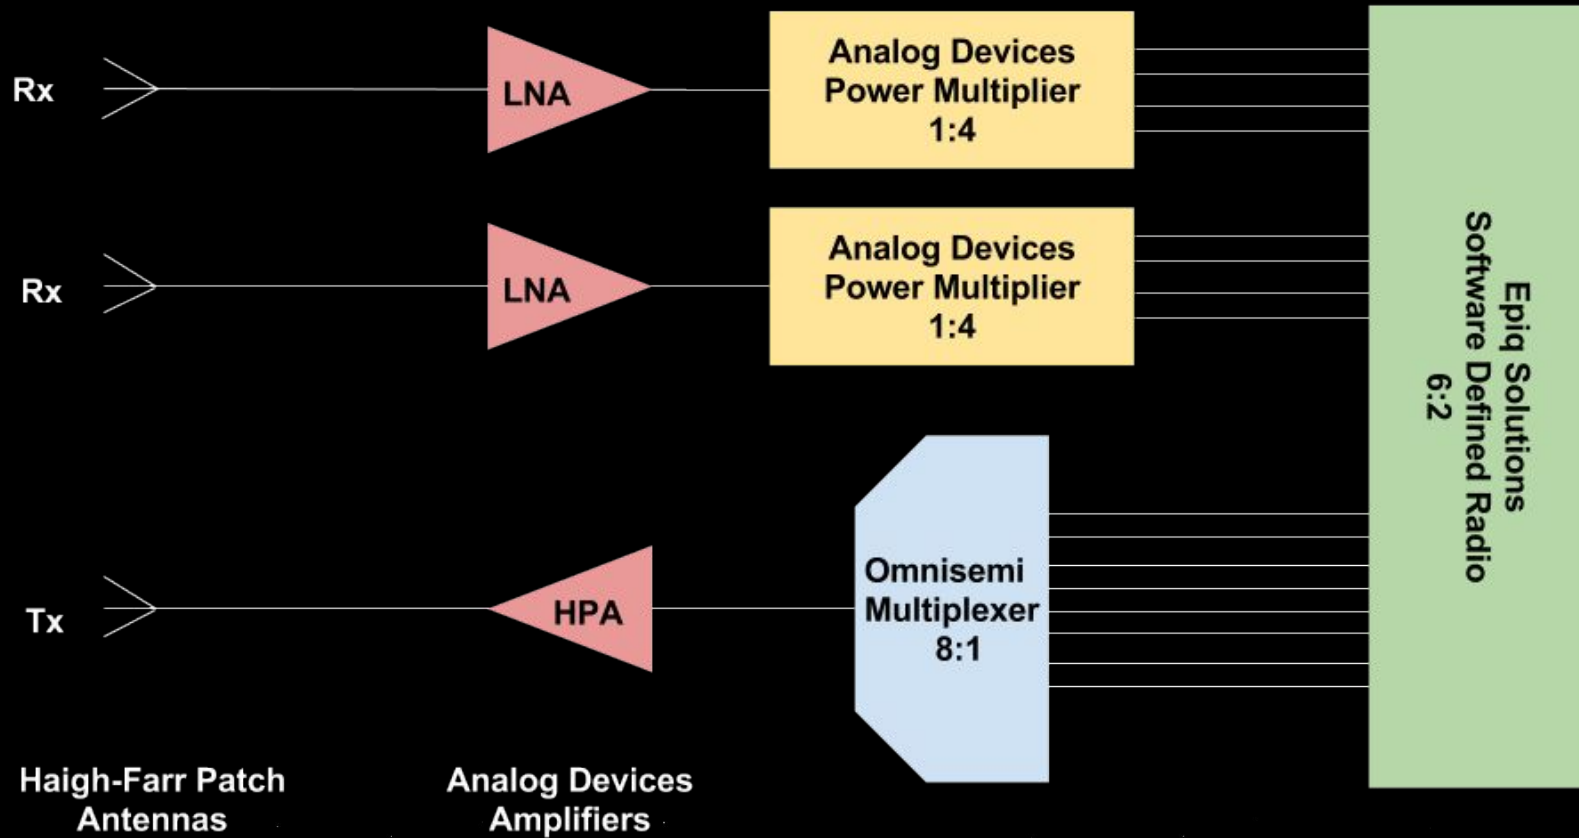 Rx
LNA
Analog Devices
Power Multiplier
1:4
Rx
LNA
Analog Devices
Power Multiplier
1:4
Epiq Solutions
Software Defined Radio
6:2
Tx
HPA
Omnisemi
Multiplexer
8:1
Haigh-Farr Patch
Antennas
Analog Devices
Amplifiers